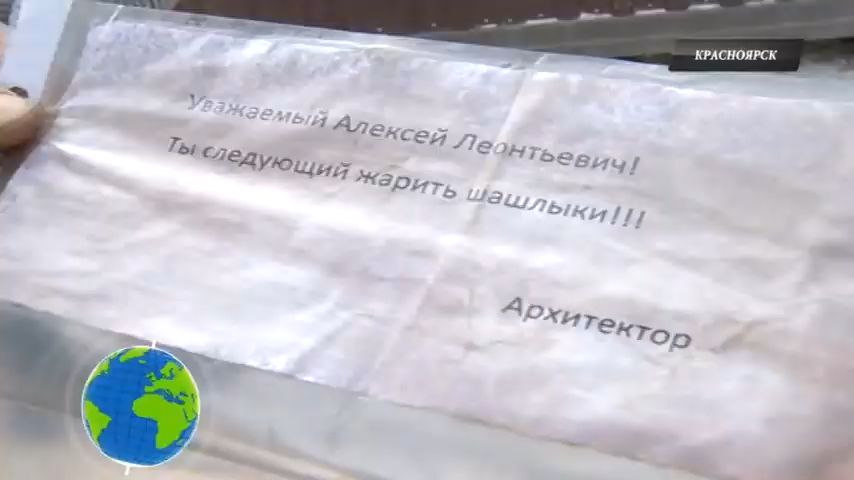 КРАСНОЯРСК
Уважаемый Алексей Леонтьевич!
Ты следующий жарить шашлыки!!!
Архитектор